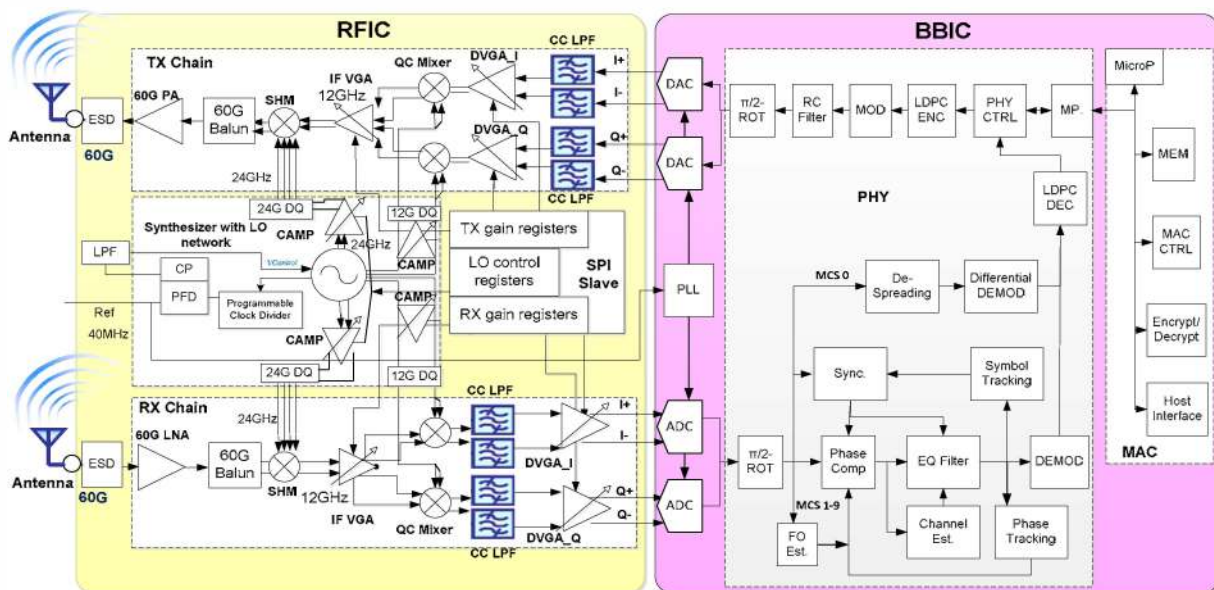 RFIC
BBIC
TX Chain
CC LPF
DVGA_I
QC Mixer
IF VGA
12GHz
60G PA
SHM
60G
Balun
ESD
Antenna
60G
I+
I-
DVGA_Q
Q+
Q-
CC LPF
DAC
DAC
π/2-
ROT
RC
Filter
MOD
LDPC
ENC
PHY
CTRL
MP.
MicroP
MEM
MAC
CTRL
Encrypt/
Decrypt
Host
Interface
MAC
PHY
LDPC
DEC
24GHz
24G DQ
12G DQ
Synthesizer with LO
network
CAMP
24GHz
CAMP
LPF
VControl
CP
PFD
Programmable
Clock Divider
CAMP
CAMP
Ref
40MHz
24G DQ
12G DQ
TX gain registers
LO control
registers
RX gain registers
SPI
Slave
PLL
MCS 0
De-
Spreading
Differential
DEMOD
Sync.
Symbol
Tracking
RX Chain
24GHz
60G LNA
60G
Balun
ESD
Antenna
60G
SHM
12GHz
IF VGA
QC Mixer
CC LPF
CC LPF
DVGA_I
DVGA_Q
I+
I-
Q+
Q-
ADC
ADC
π/2-
ROT
Phase
Comp
EQ Filter
DEMOD
MCS 1-9
FO
Est.
Channel
Est.
Phase
Tracking